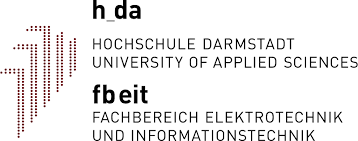 h_da
HOCHSCHULE DARMSTADT
UNIVERSITY OF APPLIED SCIENCES
fbeit
FACHBEREICH ELEKTROTECHNIK
UND INFORMATIONSTECHNIK